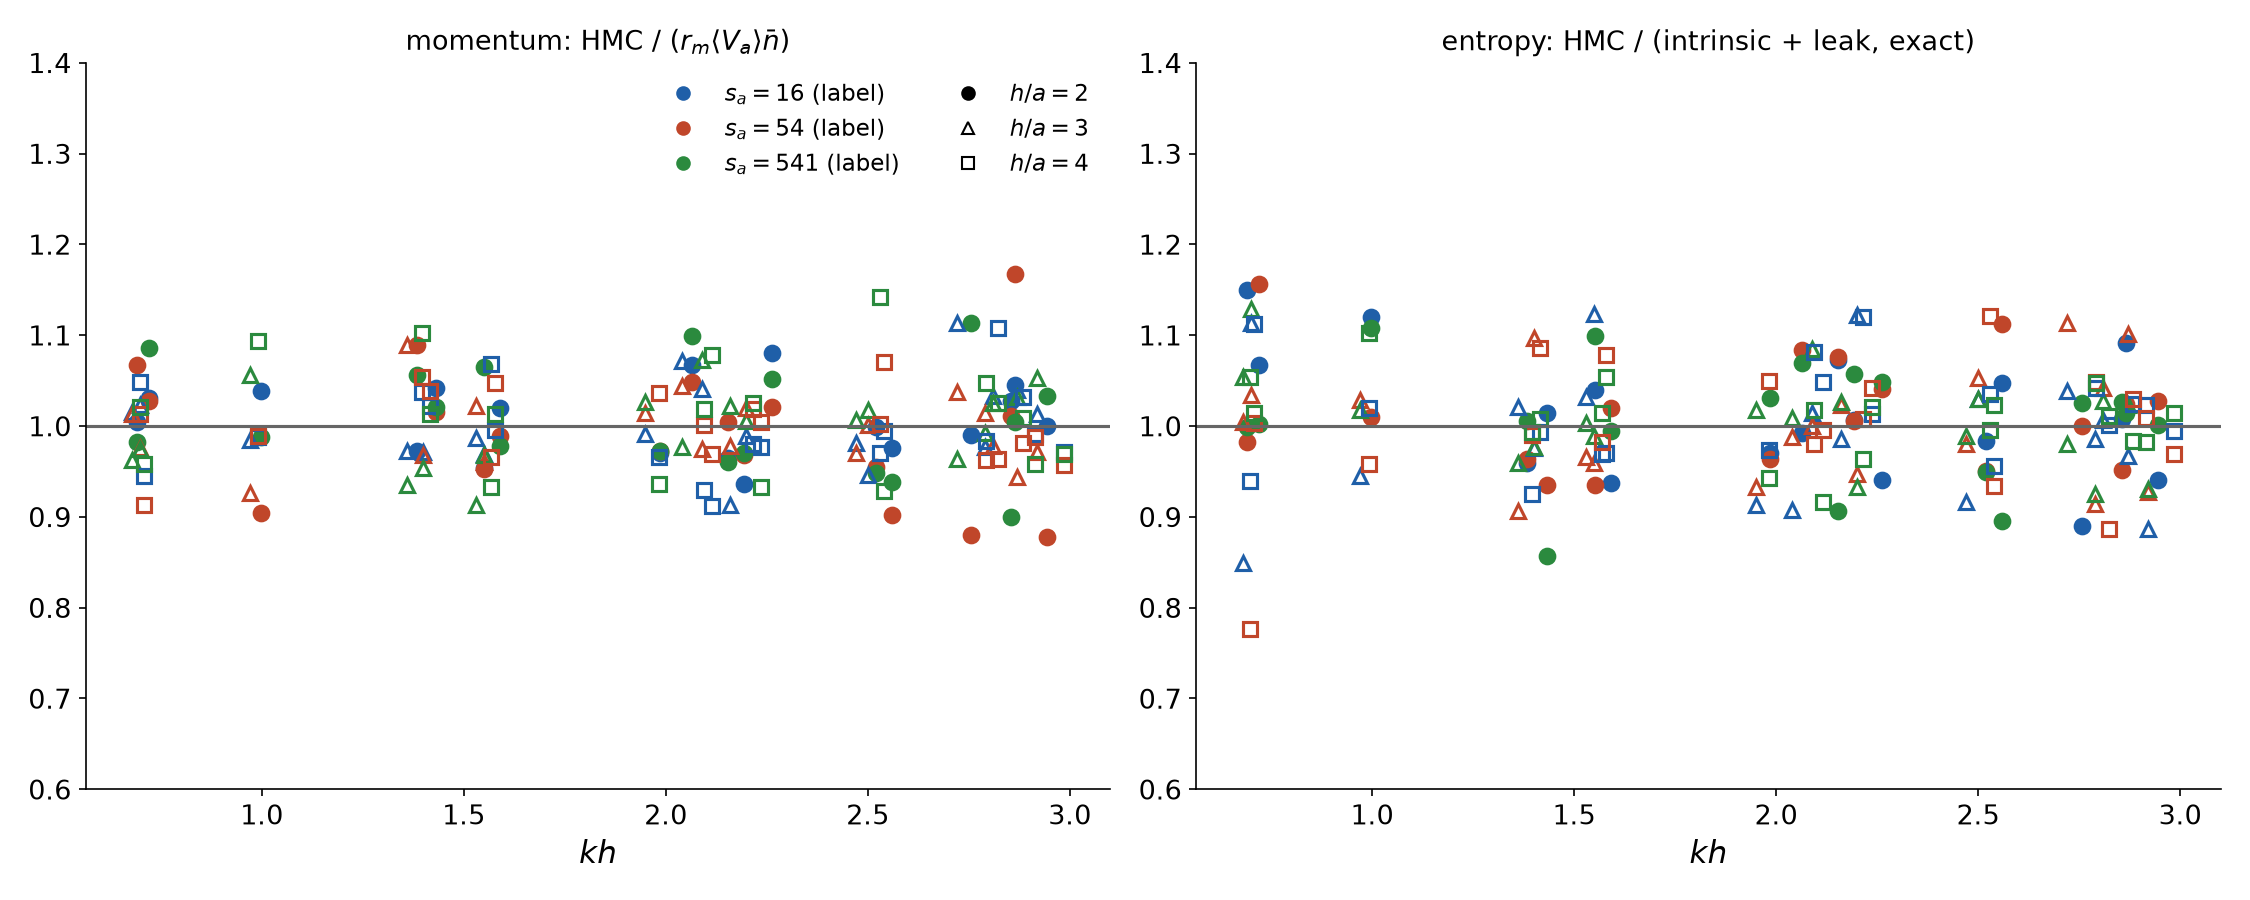 momentum: HMC / (r_m⟨V_a⟩n̄)
1.4
1.3
1.2
1.1
1.0
0.9
0.8
0.7
0.6
s_a = 16 (label)
s_a = 54 (label)
s_a = 541 (label)
h/a = 2
h/a = 3
h/a = 4
1.0 1.5 2.0 2.5 3.0
kh
entropy: HMC / (intrinsic + leak, exact)
1.4
1.3
1.2
1.1
1.0
0.9
0.8
0.7
0.6
1.0 1.5 2.0 2.5 3.0
kh